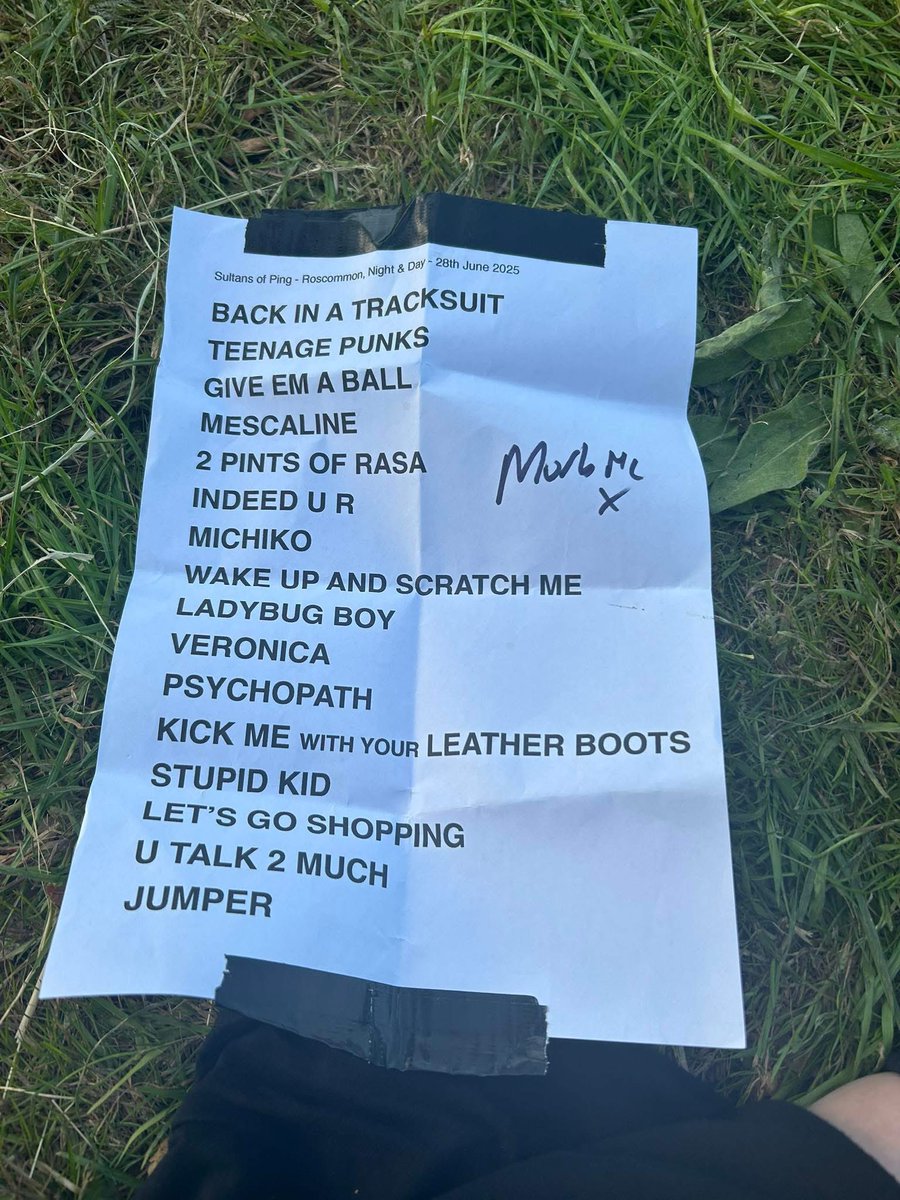 Sultans of Ping - Roscommon, Night & Day - 28th June 2025
BACK IN A TRACKSUIT
TEENAGE PUNKS
GIVE EM A BALL
MESCALINE
2 PINTS OF RASA
INDEED U R
MICHIKO
WAKE UP AND SCRATCH ME
LADYBUG BOY
VERONICA
PSYCHOPATH
KICK ME WITH YOUR LEATHER BOOTS
STUPID KID
LET'S GO SHOPPING
U TALK 2 MUCH
JUMPER
X